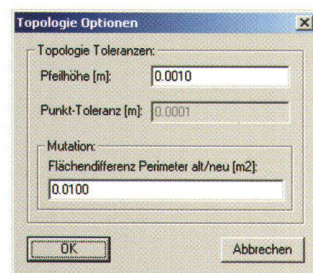 Topologie Optionen
Topologie Toleranzen:
Pfeilhöhe [m]: 0.0010
Punkt-Toleranz [m]: 0.0001
Mutation:
Flächendifferenz Perimeter alt/neu [m2]:
0.0100
OK Abbrechen